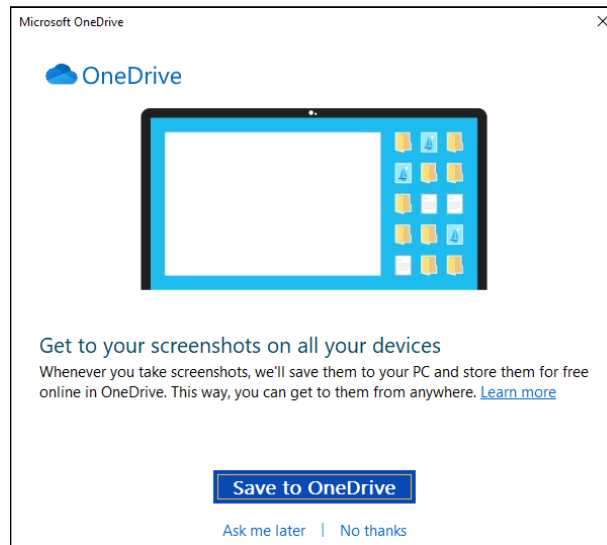 Microsoft OneDrive
OneDrive
Get to your screenshots on all your devices
Whenever you take screenshots, we'll save them to your PC and store them for free
online in OneDrive. This way, you can get to them from anywhere. Learn more
Save to OneDrive
Ask me later | No thanks